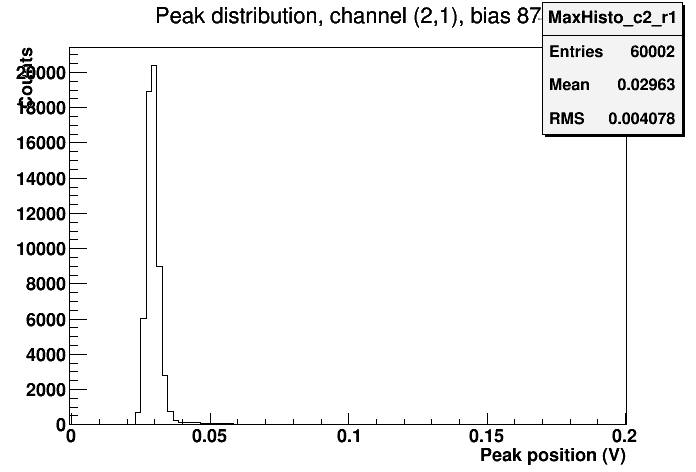 Peak distribution, channel (2,1), bias 87
MaxHisto_c2_r1
Entries 60002
Mean 0.02963
RMS 0.004078
Counts
20000
18000
16000
14000
12000
10000
8000
6000
4000
2000
0
0 0.05 0.1 0.15 0.2
Peak position (V)